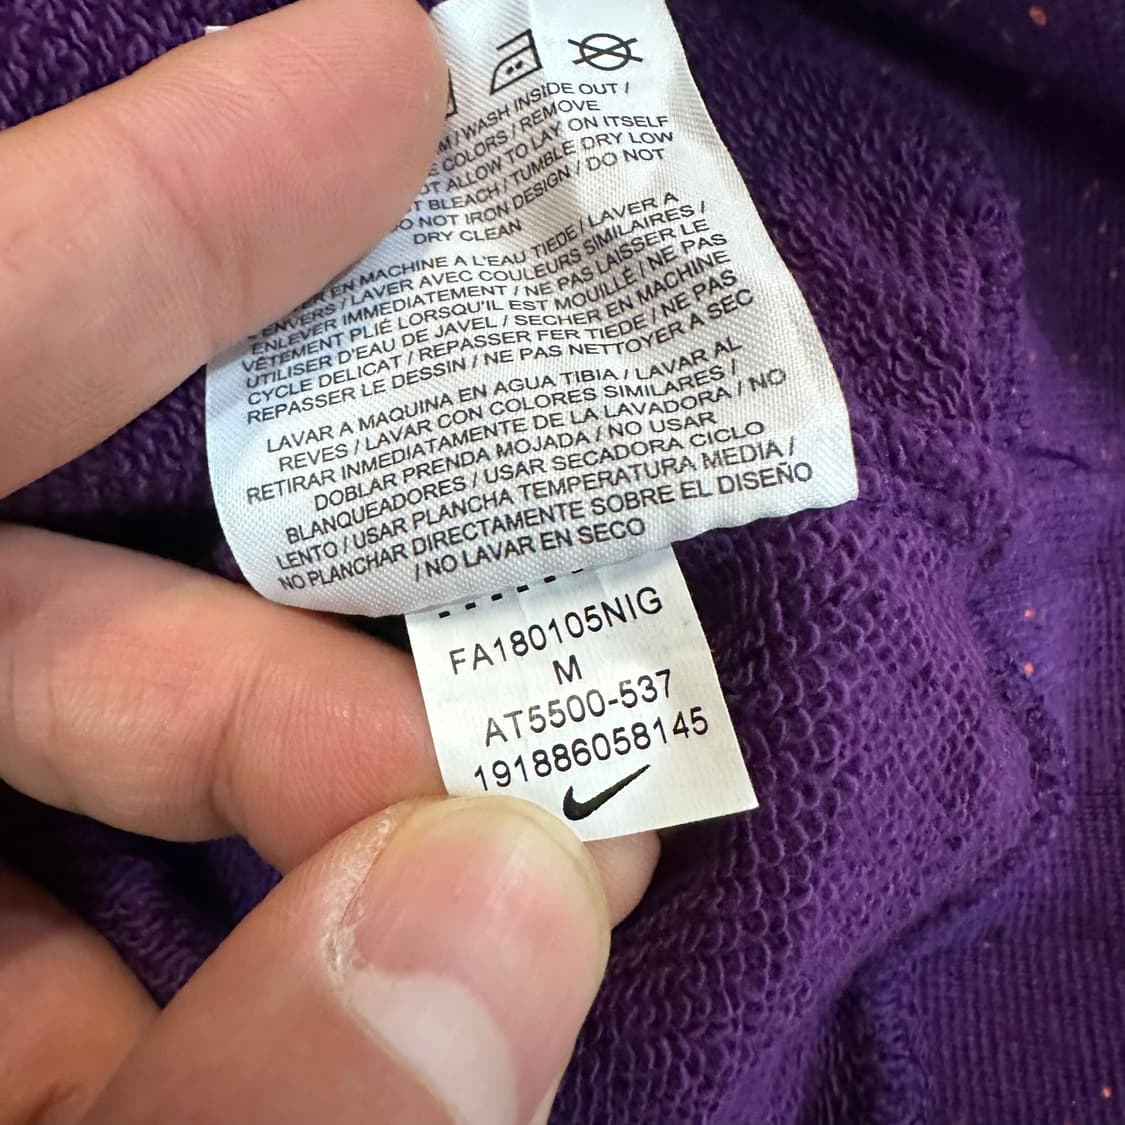 / WASH INSIDE OUT /
COLORS / REMOVE
ALLOW TO LAY ON ITSELF
BLEACH / TUMBLE DRY LOW
NOT IRON DESIGN / DO NOT
DRY CLEAN
EN MACHINE A L'EAU TIEDE / LAVER A
/ LAVER AVEC COULEURS SIMILAIRES /
ENLEVER IMMEDIATEMENT / NE PAS LAISSER LE
VÊTEMENT PLIÉ LORSQU'IL EST MOUILLÉ / NE PAS
UTILISER D'EAU DE JAVEL / SECHER EN MACHINE
CYCLE DELICAT / REPASSER FER TIEDE / NE PAS
REPASSER LE DESSIN / NE PAS NETTOYER A SEC
LAVAR A MAQUINA EN AGUA TIBIA / LAVAR AL
REVES / LAVAR CON COLORES SIMILARES /
RETIRAR INMEDIATAMENTE DE LA LAVADORA / NO
DOBLAR PRENDA MOJADA / NO USAR
BLANQUEADORES / USAR SECADORA CICLO
LENTO / USAR PLANCHA TEMPERATURA MEDIA /
NO PLANCHAR DIRECTAMENTE SOBRE EL DISEÑO
/ NO LAVAR EN SECO
FA180105NIG
M
AT5500-537
191886058145